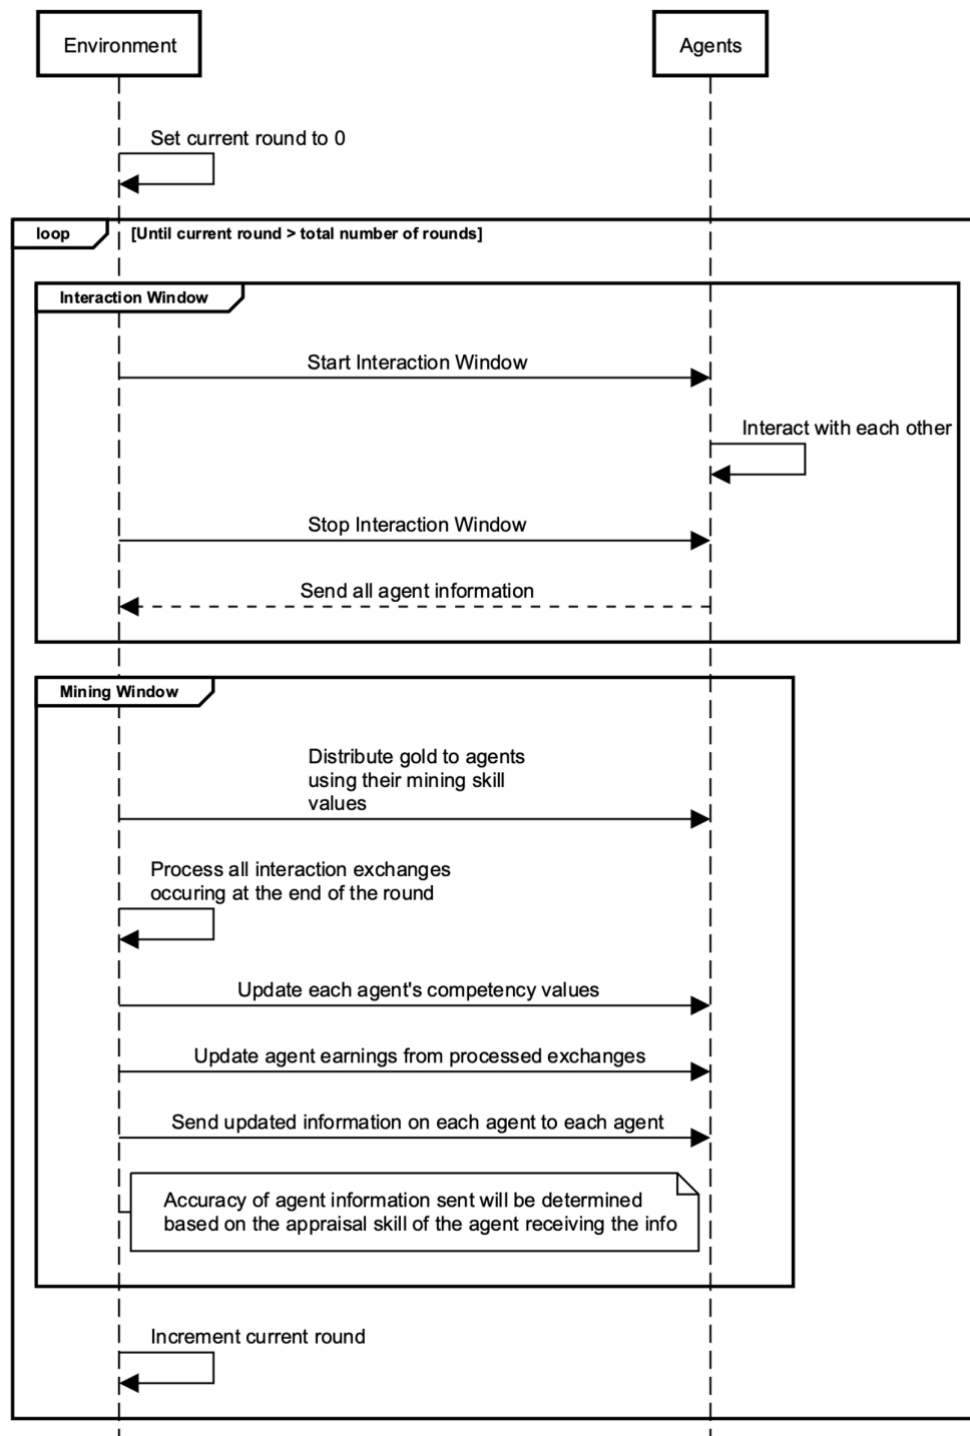 Environment
Agents
Set current round to 0
loop
[Until current round > total number of rounds]
Interaction Window
Start Interaction Window
Interact with each other
Stop Interaction Window
Send all agent information
Mining Window
Distribute gold to agents
using their mining skill
values
Process all interaction exchanges
occuring at the end of the round
Update each agent's competency values
Update agent earnings from processed exchanges
Send updated information on each agent to each agent
Accuracy of agent information sent will be determined
based on the appraisal skill of the agent receiving the info
Increment current round